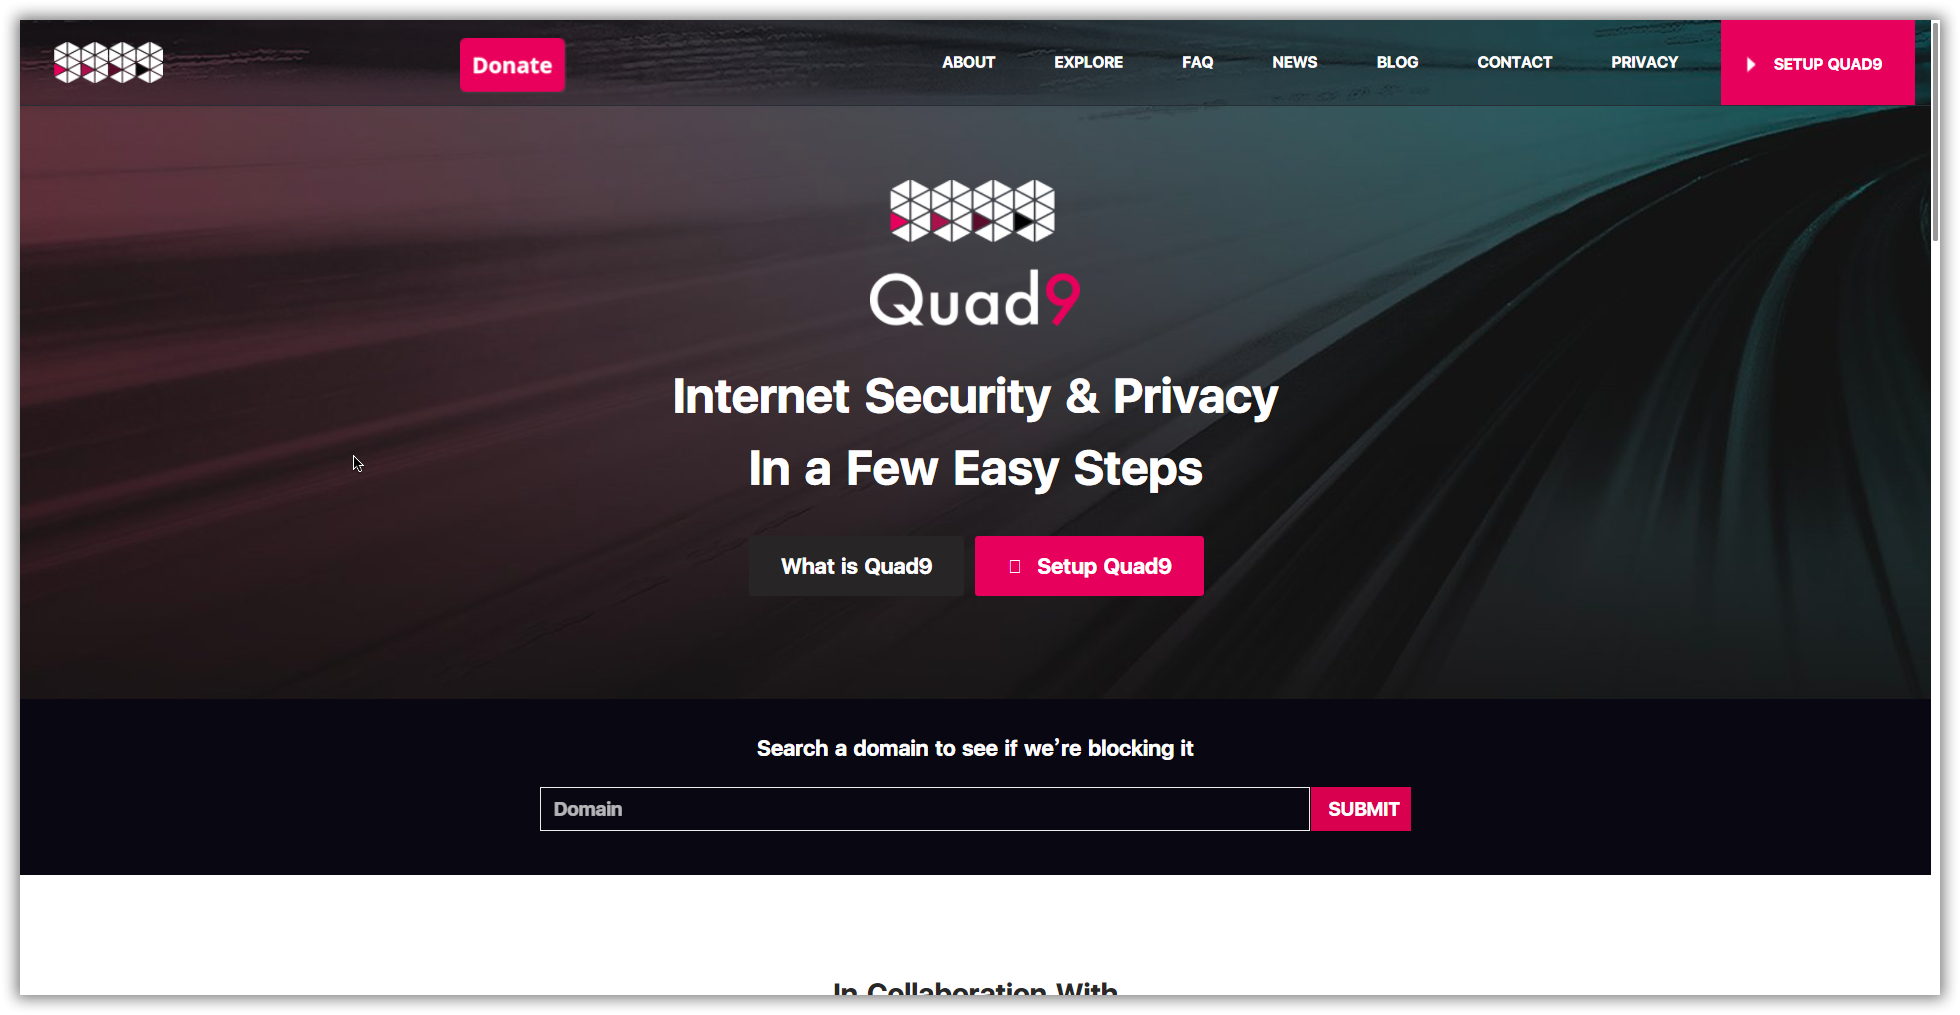 Donate
ABOUT
EXPLORE
FAQ
NEWS
BLOG
CONTACT
PRIVACY
SETUP QUAD9
Quad9
Internet Security & Privacy
In a Few Easy Steps
What is Quad9
Setup Quad9
Search a domain to see if we’re blocking it
Domain
SUBMIT
In Collaboration With